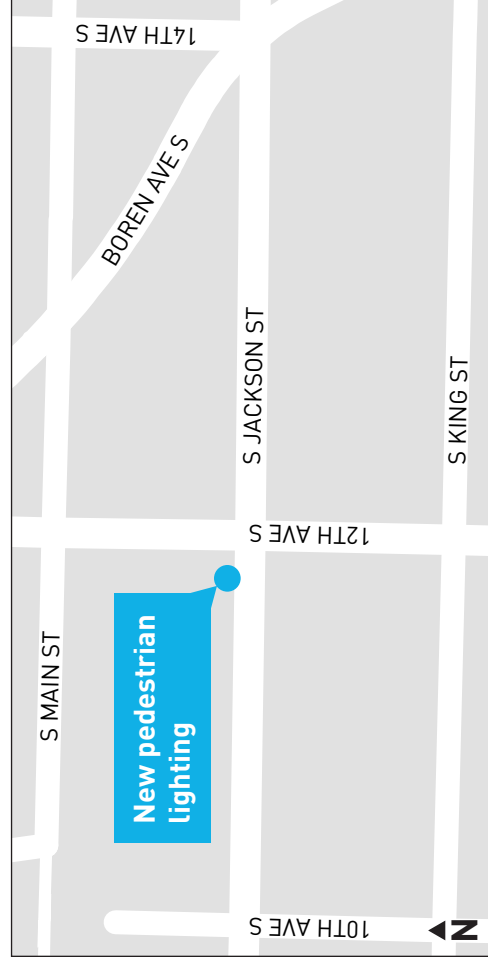 S MAIN ST
BOREN AVE S
14TH AVE S
New pedestrian
lighting
S JACKSON ST
12TH AVE S
10TH AVE S
S KING ST
N